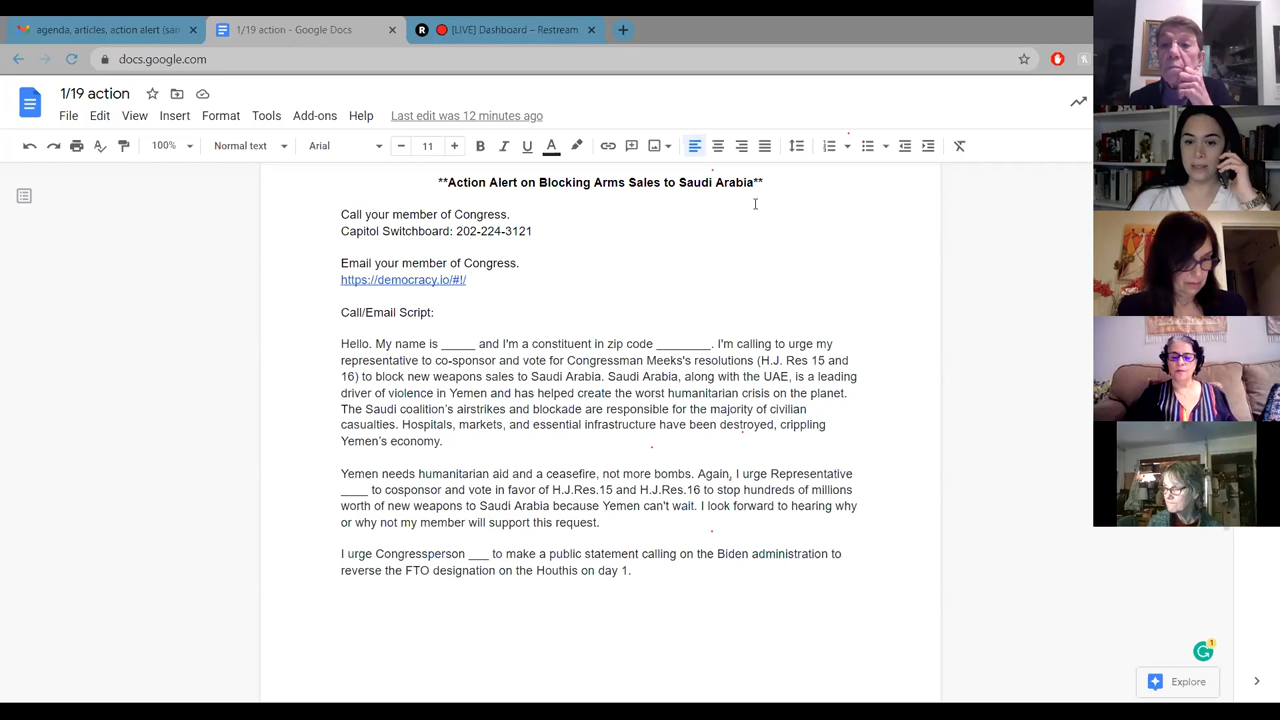 agenda, articles, action alert (san
1/19 action - Google Docs
[LIVE] Dashboard – Restream
docs.google.com
1/19 action
File Edit View Insert Format Tools Add-ons Help Last edit was 12 minutes ago
100% Normal text Arial 11
**Action Alert on Blocking Arms Sales to Saudi Arabia**
Call your member of Congress.
Capitol Switchboard: 202-224-3121
Email your member of Congress.
https://democracy.io/#!/
Call/Email Script:
Hello. My name is _____ and I'm a constituent in zip code ________. I'm calling to urge my
representative to co-sponsor and vote for Congressman Meeks's resolutions (H.J. Res 15 and
16) to block new weapons sales to Saudi Arabia. Saudi Arabia, along with the UAE, is a leading
driver of violence in Yemen and has helped create the worst humanitarian crisis on the planet.
The Saudi coalition's airstrikes and blockade are responsible for the majority of civilian
casualties. Hospitals, markets, and essential infrastructure have been destroyed, crippling
Yemen's economy.
Yemen needs humanitarian aid and a ceasefire, not more bombs. Again, I urge Representative
____ to cosponsor and vote in favor of H.J.Res.15 and H.J.Res.16 to stop hundreds of millions
worth of new weapons to Saudi Arabia because Yemen can't wait. I look forward to hearing why
or why not my member will support this request.
I urge Congressperson ___ to make a public statement calling on the Biden administration to
reverse the FTO designation on the Houthis on day 1.
1
Explore